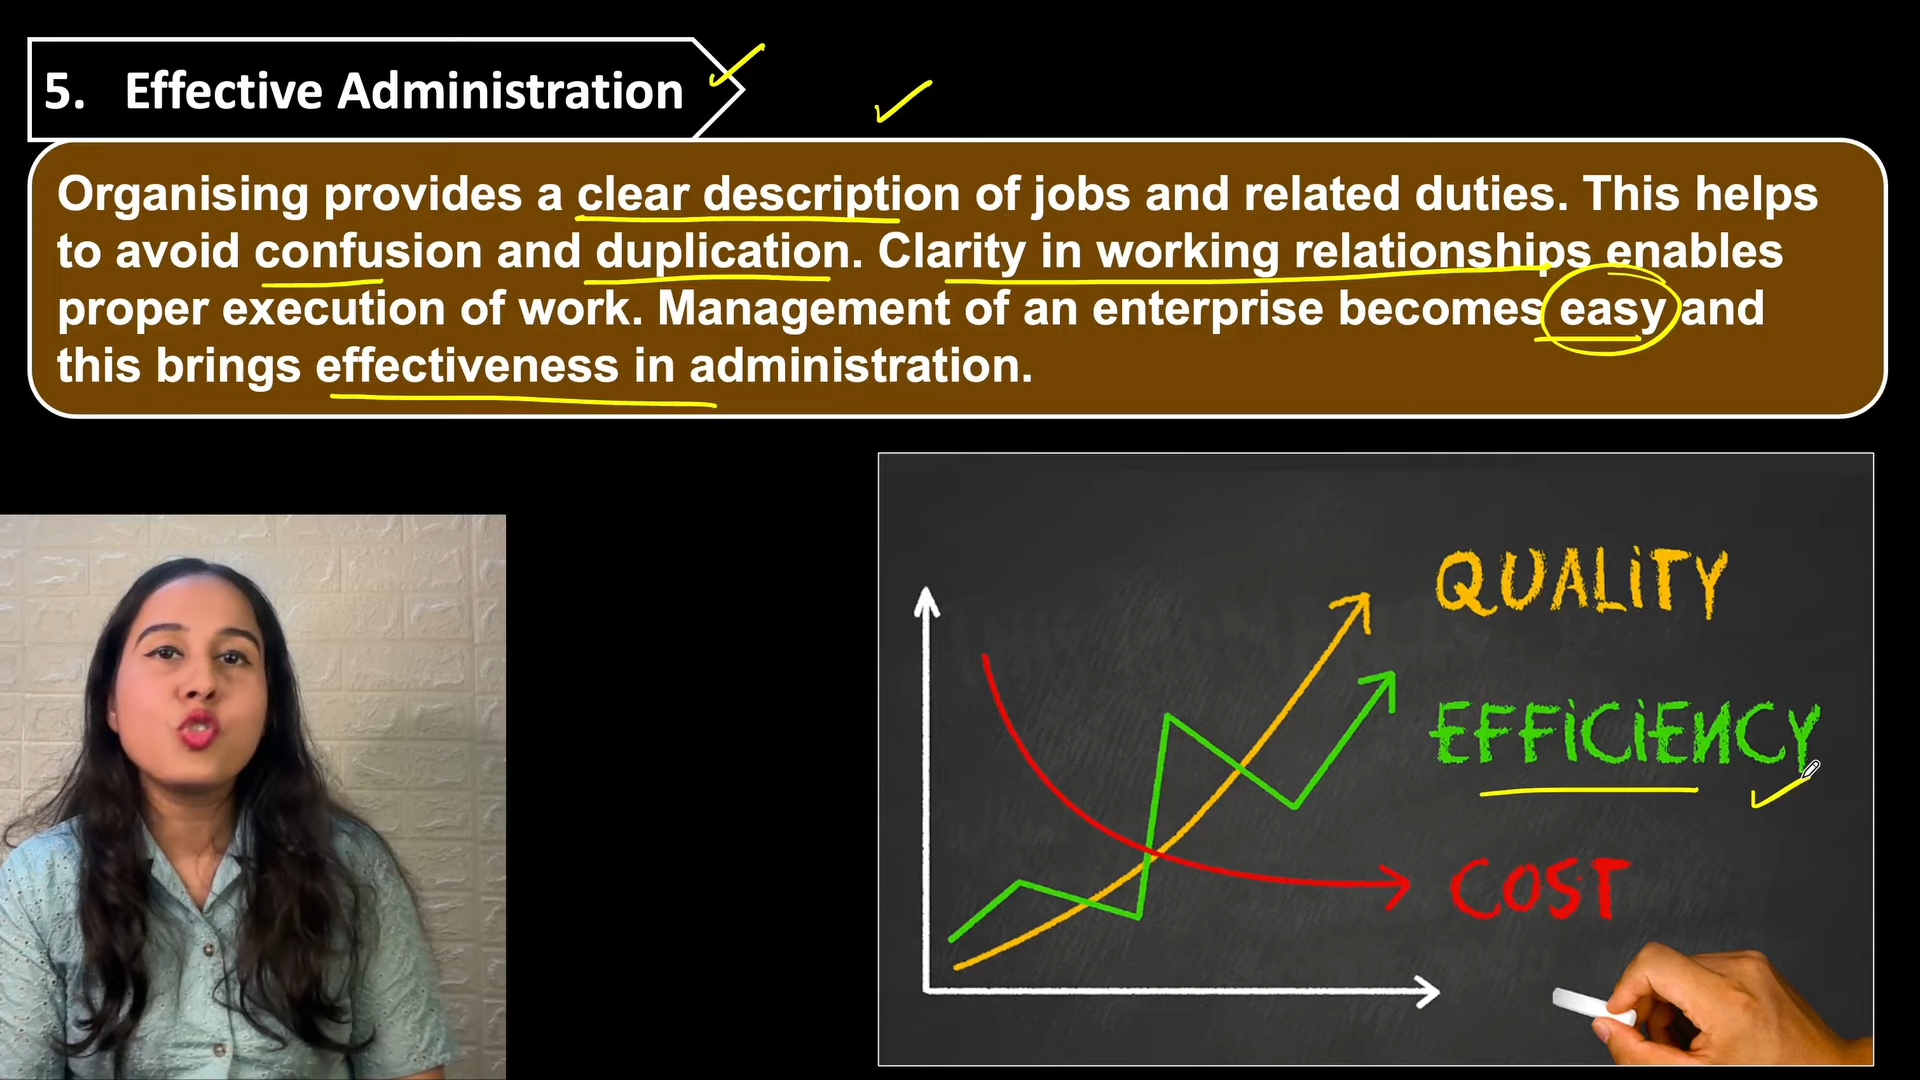 5. Effective Administration
Organising provides a clear description of jobs and related duties. This helps
to avoid confusion and duplication. Clarity in working relationships enables
proper execution of work. Management of an enterprise becomes easy and
this brings effectiveness in administration.
QUALITY
EFFICIENCY
COST